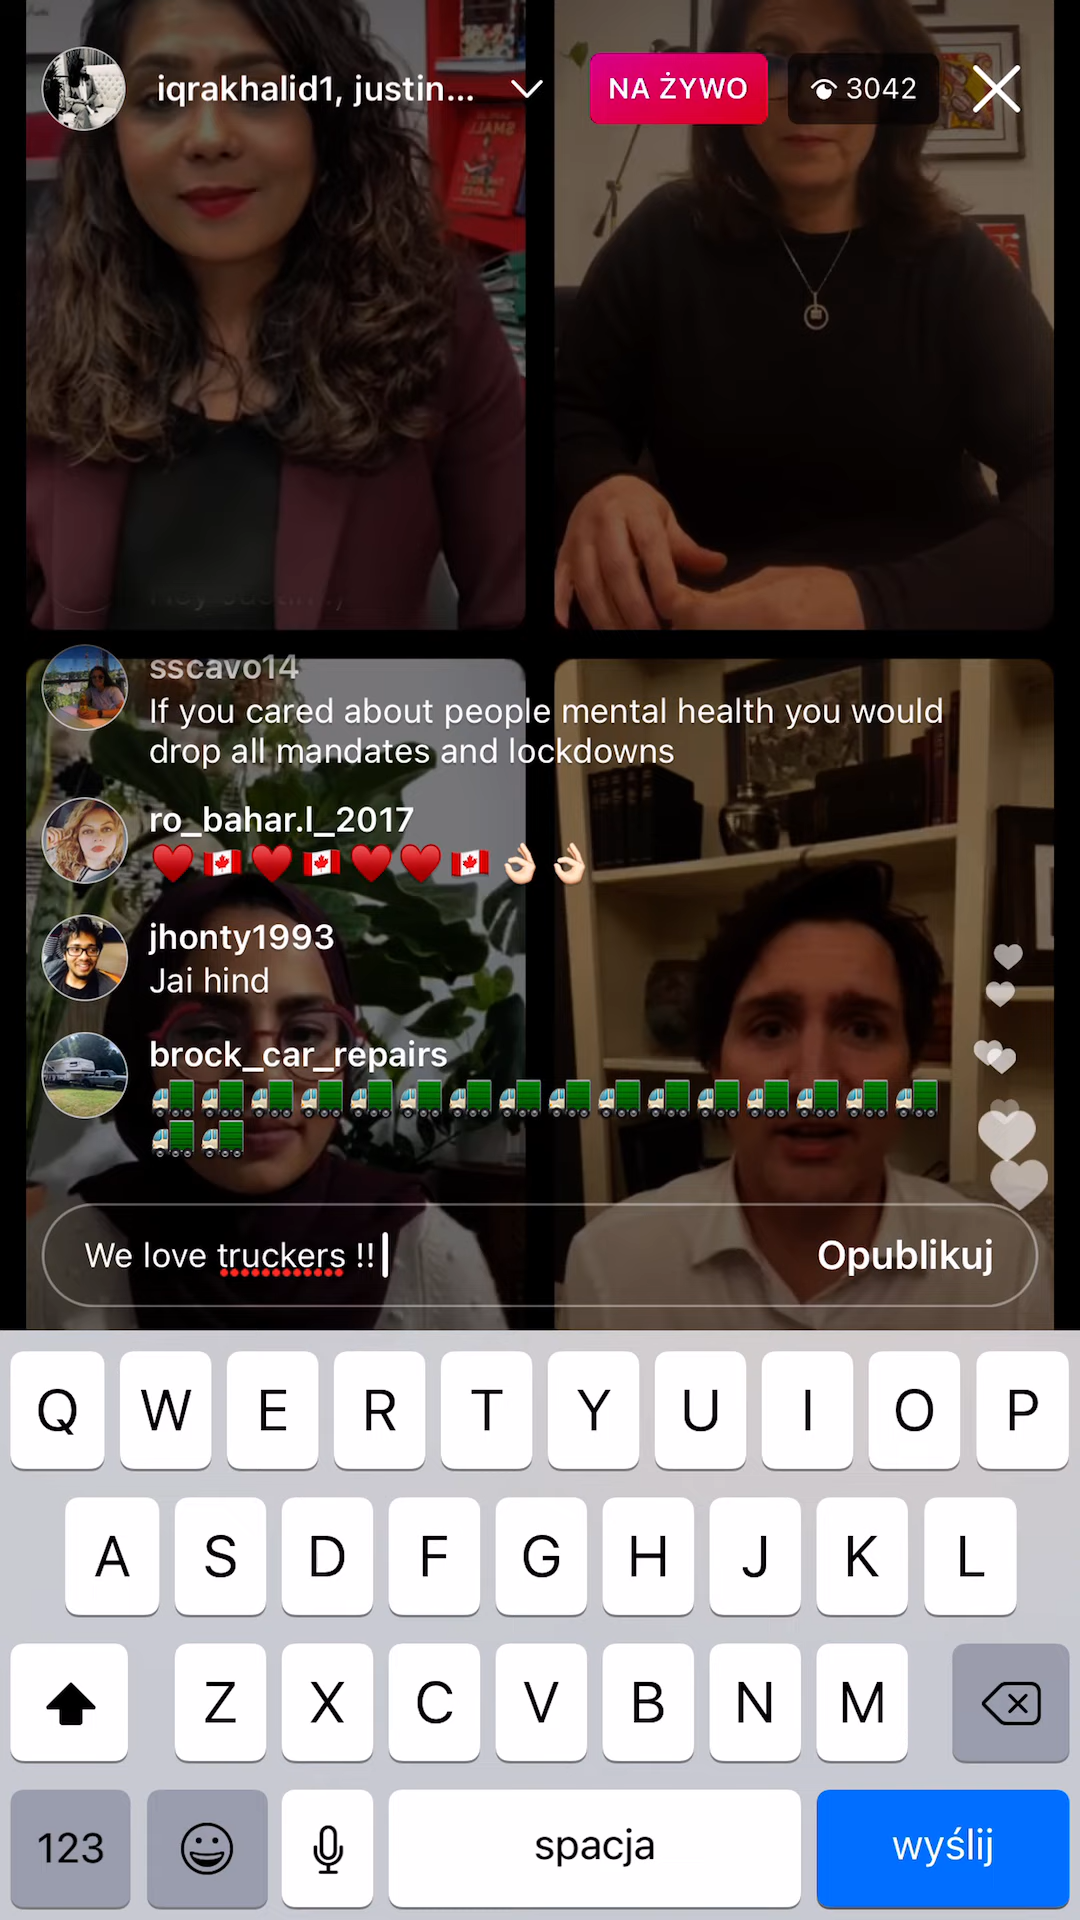 iqrakhalid1, justin...
NA ŻYWO
3042
SMALL
sscavo14
If you cared about people mental health you would
drop all mandates and lockdowns
ro_bahar.l_2017
♥️🇨🇦♥️🇨🇦♥️♥️🇨🇦👌🏻👌🏻
jhonty1993
Jai hind
brock_car_repairs
🚛🚛🚛🚛🚛🚛🚛🚛🚛🚛🚛🚛🚛🚛🚛🚛
🚛🚛
We love truckers !!
Opublikuj
Q W E R T Y U I O P
A S D F G H J K L
Z X C V B N M
123
spacja
wyślij